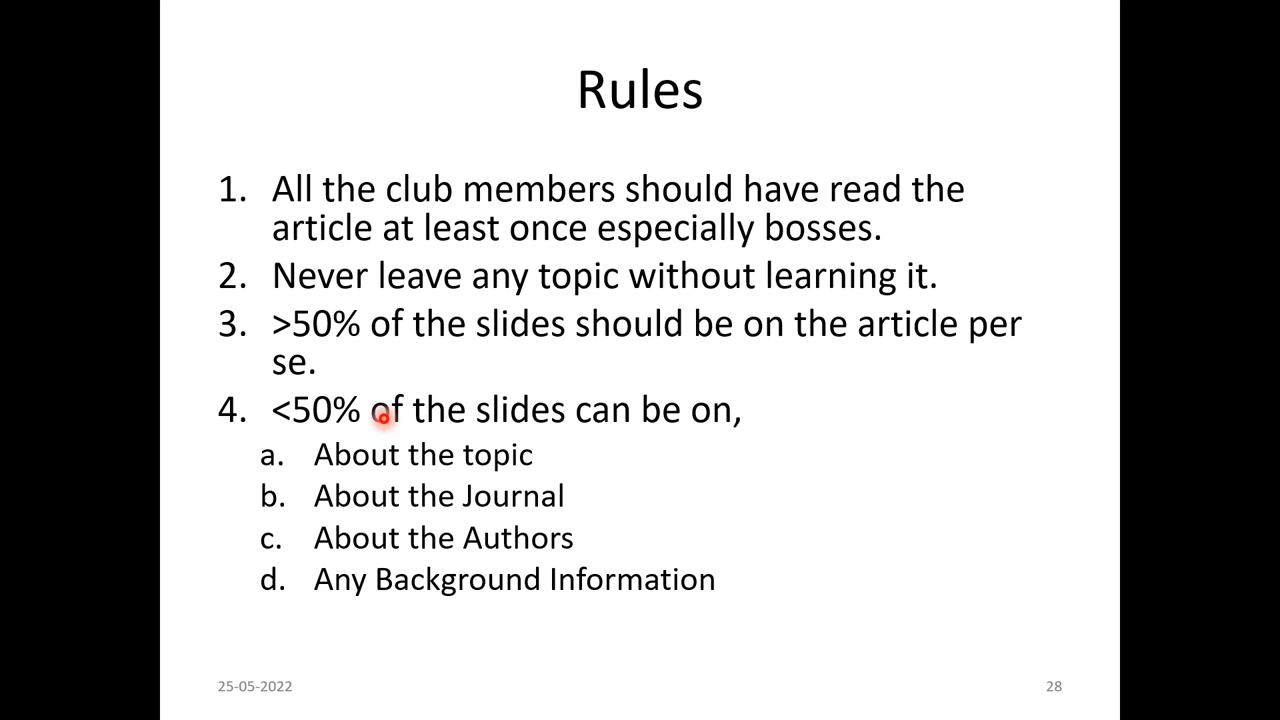 Rules
1. All the club members should have read the
article at least once especially bosses.
2. Never leave any topic without learning it.
3. >50% of the slides should be on the article per
se.
4. <50% of the slides can be on,
a. About the topic
b. About the Journal
c. About the Authors
d. Any Background Information
25-05-2022
28